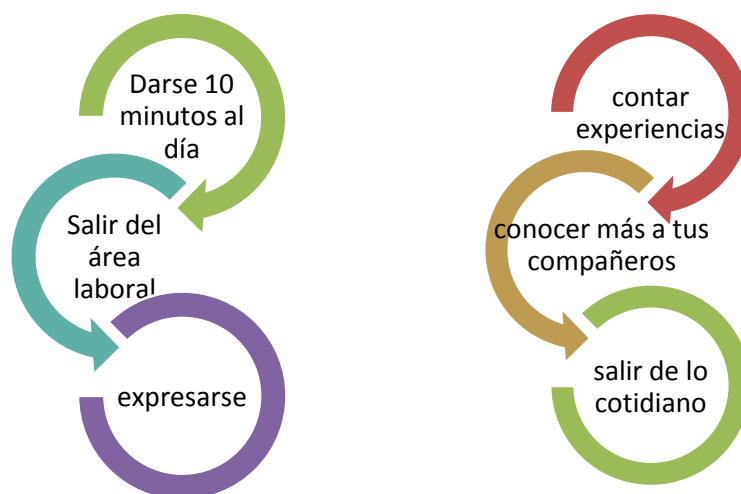 Darse 10
minutos al
día
Salir del
área
laboral
expresarse
contar
experiencias
conocer más a tus
compañeros
salir de lo
cotidiano